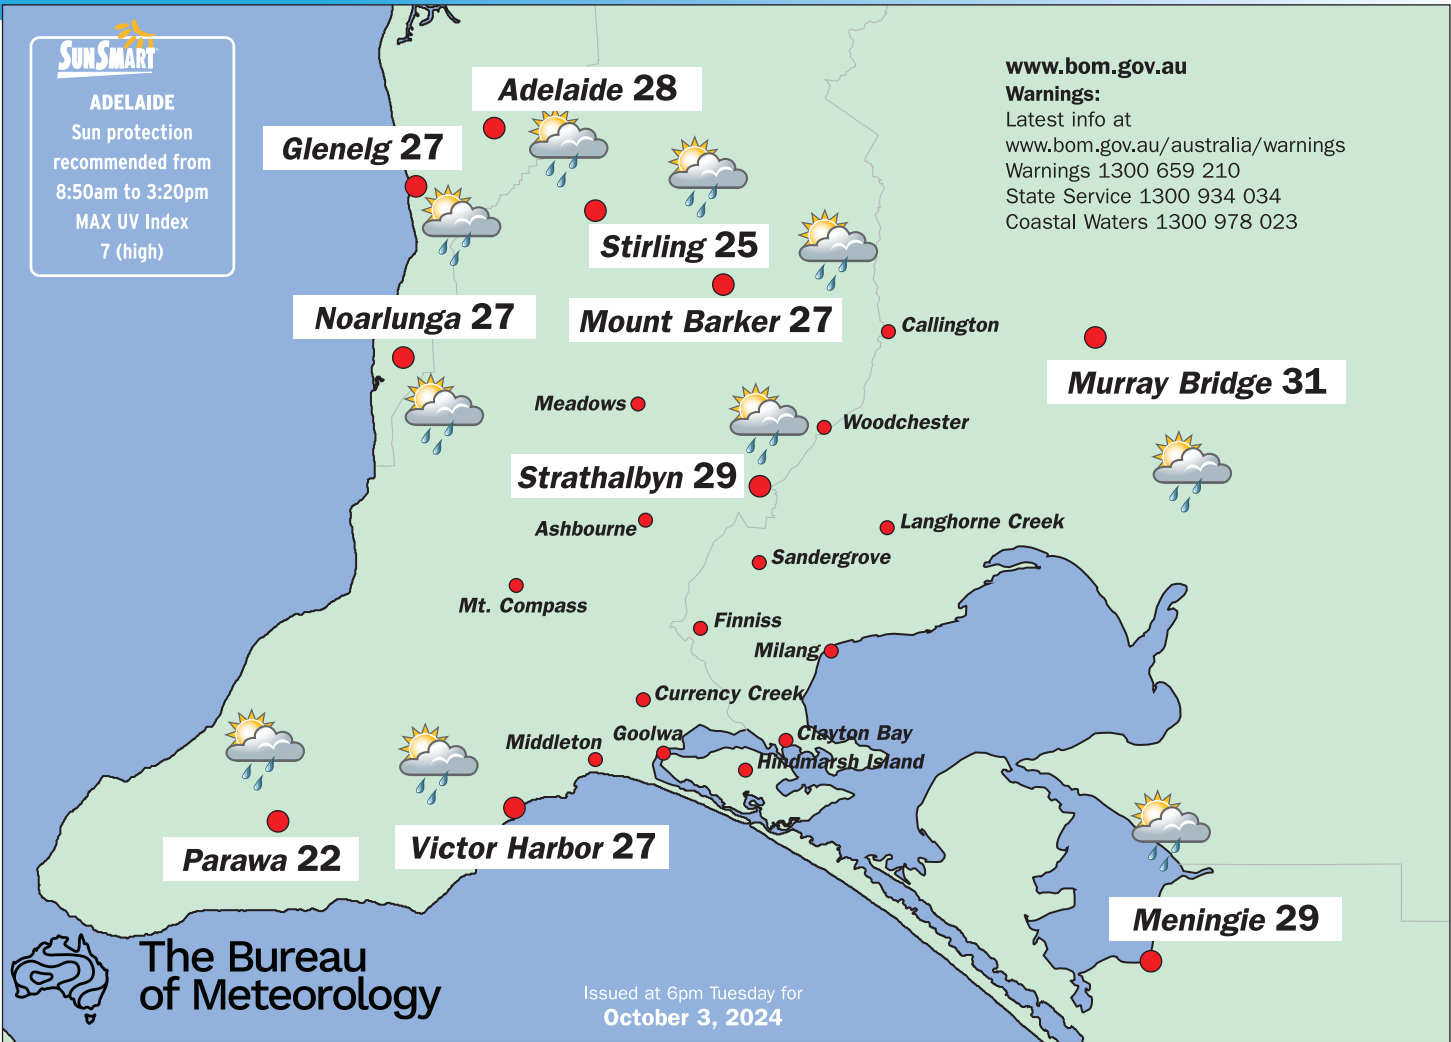 SUNSMART
ADELAIDE
Sun protection
recommended from
8:50am to 3:20pm
MAX UV Index
7 (high)
www.bom.gov.au
Warnings:
Latest info at
www.bom.gov.au/australia/warnings
Warnings 1300 659 210
State Service 1300 934 034
Coastal Waters 1300 978 023
Adelaide 28
Glenelg 27
Stirling 25
Noarlunga 27
Mount Barker 27
Callington
Murray Bridge 31
Meadows
Woodchester
Strathalbyn 29
Ashbourne
Langhorne Creek
Sandergrove
Mt. Compass
Finniss
Milang
Currency Creek
Middleton
Goolwa
Clayton Bay
Hindmarsh Island
Parawa 22
Victor Harbor 27
Meningie 29
The Bureau
of Meteorology
Issued at 6pm Tuesday for
October 3, 2024